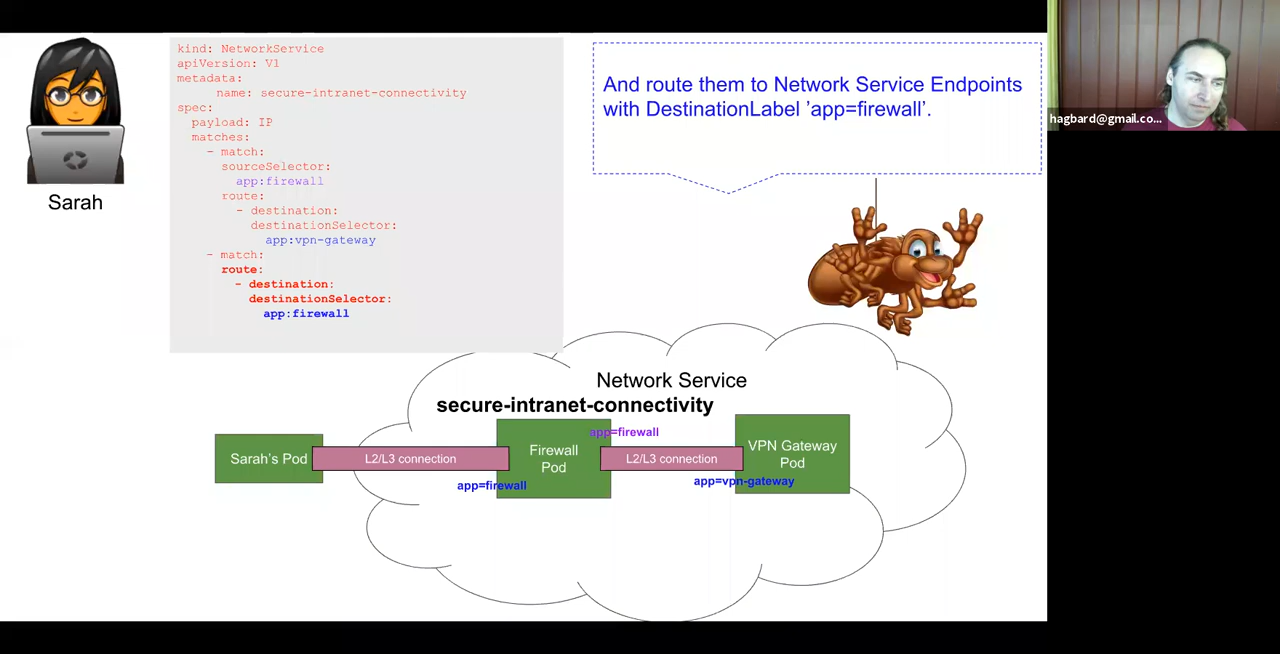 kind: NetworkService
apiVersion: V1
metadata:
name: secure-intranet-connectivity
spec:
payload: IP
matches:
- match:
sourceSelector:
app:firewall
route:
- destination:
destinationSelector:
app:vpn-gateway
- match:
route:
- destination:
destinationSelector:
app:firewall
Sarah
And route them to Network Service Endpoints
with DestinationLabel ’app=firewall’.
hagbard@gmail.co...
Network Service
secure-intranet-connectivity
Sarah’s Pod
L2/L3 connection
app=firewall
Firewall
Pod
app=firewall
L2/L3 connection
app=vpn-gateway
VPN Gateway
Pod